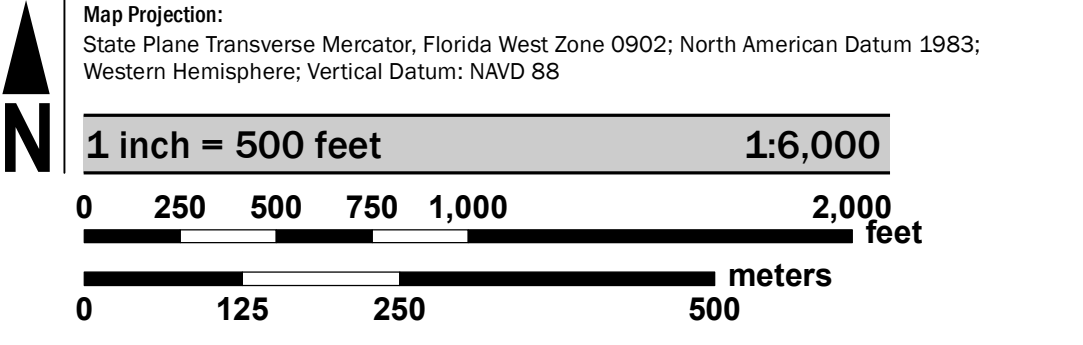 Map Projection:
State Plane Transverse Mercator, Florida West Zone 0902; North American Datum 1983;
Western Hemisphere; Vertical Datum: NAVD 88
N
1 inch = 500 feet 1:6,000
0 250 500 750 1,000 2,000
feet
meters
0 125 250 500